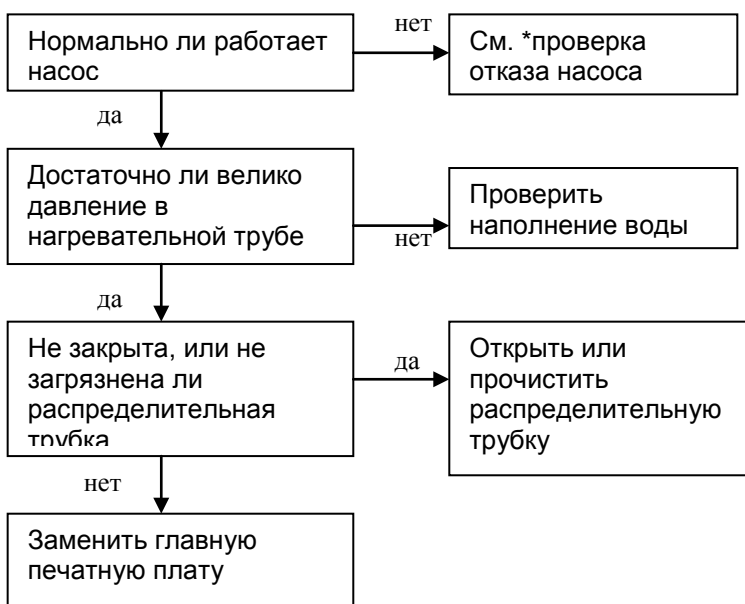 Нормально ли работает
насос
нет
См. *проверка
отказа насоса
да
Достаточно ли велико
давление в
нагревательной трубе
нет
Проверить
наполнение воды
да
Не закрыта, или не
загрязнена ли
распределительная
трубка
да
Открыть или
прочистить
распределительную
трубку
нет
Заменить главную
печатную плату